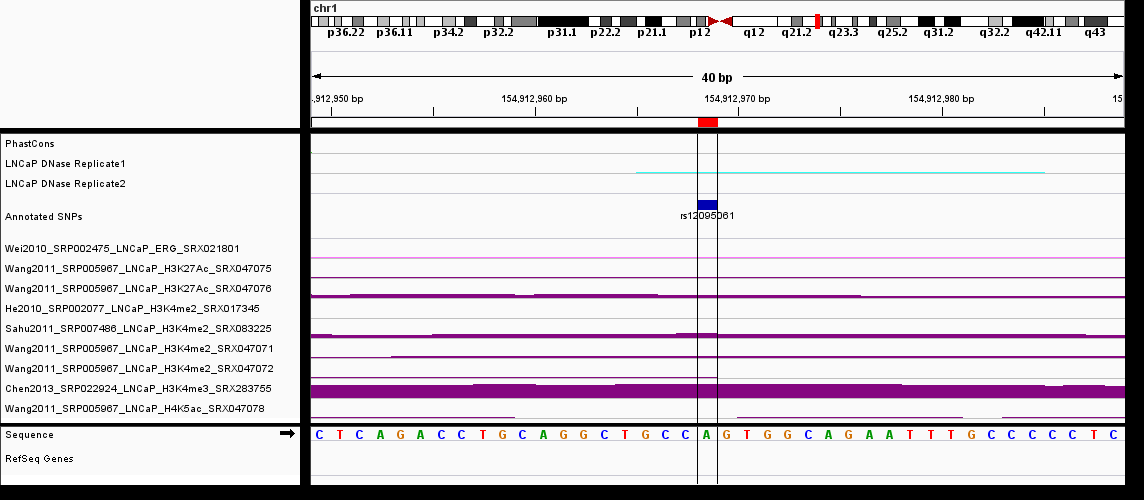 chr1
p36.22 p36.11 p34.2 p32.2 p31.1 p22.2 p21.1 p12 q12 q21.2 q23.3 q25.2 q31.2 q32.2 q42.11 q43
40 bp
,912,950 bp 154,912,960 bp 154,912,970 bp 154,912,980 bp 15
PhastCons
LNCaP DNase Replicate1
LNCaP DNase Replicate2
Annotated SNPs
rs12095061
Wei2010_SRP002475_LNCaP_ERG_SRX021801
Wang2011_SRP005967_LNCaP_H3K27Ac_SRX047075
Wang2011_SRP005967_LNCaP_H3K27Ac_SRX047076
He2010_SRP002077_LNCaP_H3K4me2_SRX017345
Sahu2011_SRP007486_LNCaP_H3K4me2_SRX083225
Wang2011_SRP005967_LNCaP_H3K4me2_SRX047071
Wang2011_SRP005967_LNCaP_H3K4me2_SRX047072
Chen2013_SRP022924_LNCaP_H3K4me3_SRX283755
Wang2011_SRP005967_LNCaP_H4K5ac_SRX047078
Sequence C T C A G A C C T G C A G G C T G C C A G T G G C A G A A T T T G C C C C C T C
RefSeq Genes